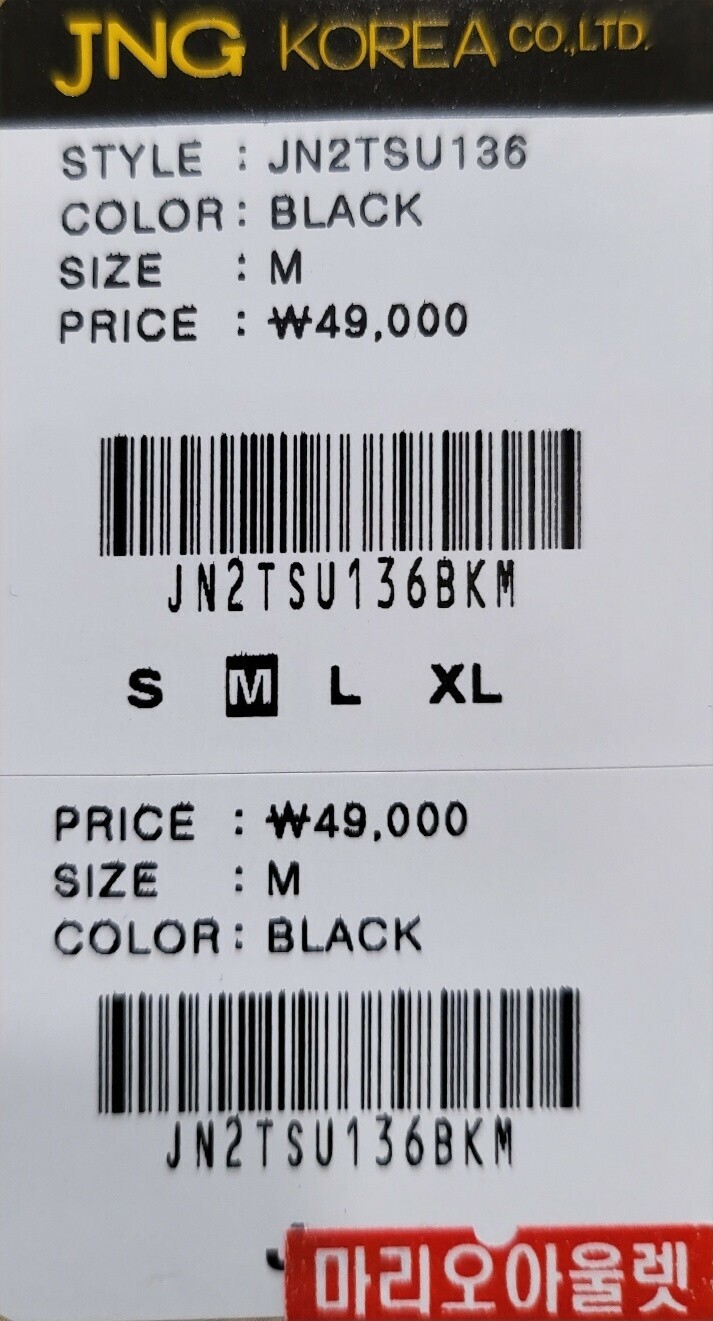 JNG KOREA CO.,LTD.
STYLE : JN2TSU136
COLOR : BLACK
SIZE : M
PRICE : ₩49,000
JN2TSU136BKM
S M L XL
PRICE : ₩49,000
SIZE : M
COLOR : BLACK
JN2TSU136BKM
마리오아울렛